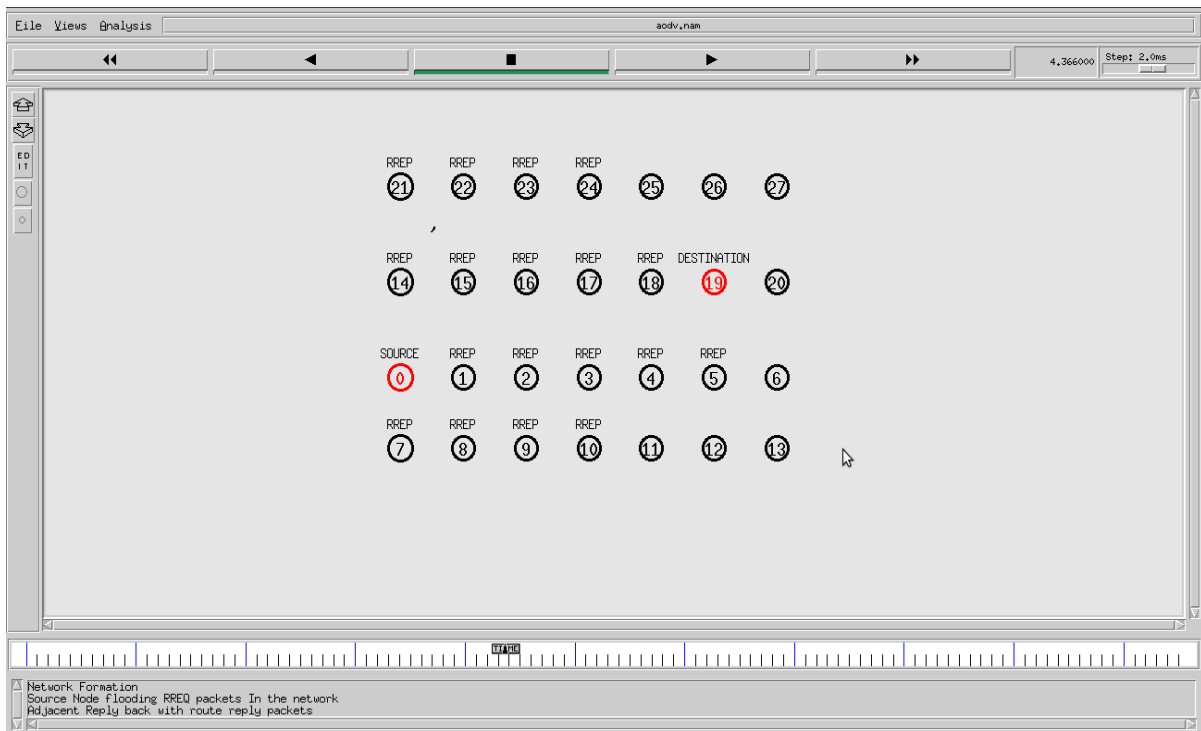 Eile Views Analysis aodv.nam
4.366000 Step: 2.0ms
ED
IT
RREP RREP RREP RREP
21 22 23 24 25 26 27
RREP RREP RREP RREP RREP DESTINATION
14 15 16 17 18 19 20
SOURCE RREP RREP RREP RREP RREP
0 1 2 3 4 5 6
RREP RREP RREP RREP
7 8 9 10 11 12 13
TIME
Network Formation
Source Node flooding RREQ packets In the network
Adjacent Reply back with route reply packets